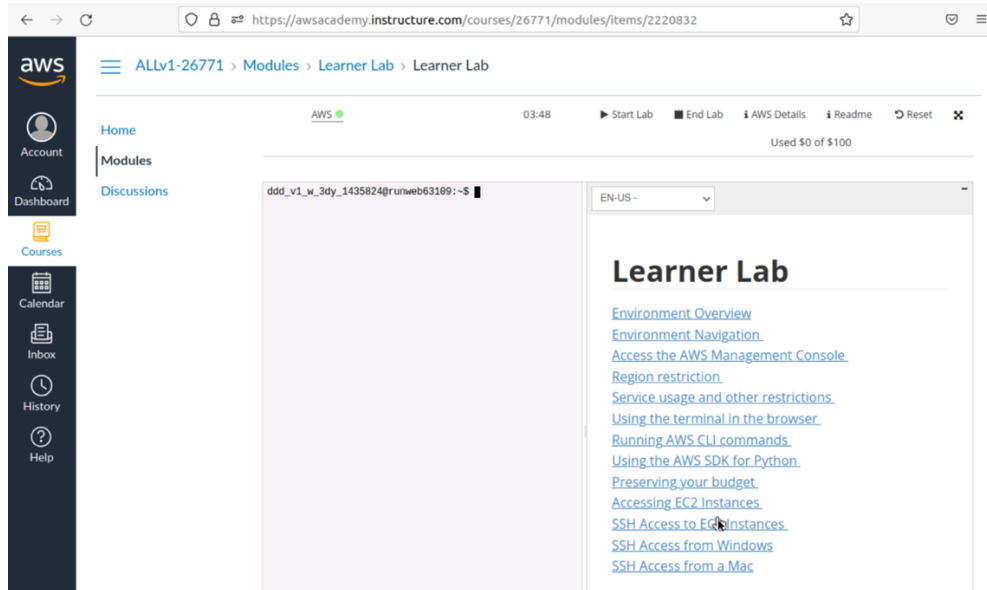 https://awsacademy.instructure.com/courses/26771/modules/items/2220832
aws
ALLv1-26771 > Modules > Learner Lab > Learner Lab
Account
Dashboard
Courses
Calendar
Inbox
History
Help
Home
Modules
Discussions
AWS
03:48
Start Lab
End Lab
AWS Details
Readme
Reset
Used $0 of $100
ddd_v1_w_3dy_1435824@runweb63109:~$
EN-US -
Learner Lab
Environment Overview
Environment Navigation
Access the AWS Management Console
Region restriction
Service usage and other restrictions
Using the terminal in the browser
Running AWS CLI commands
Using the AWS SDK for Python
Preserving your budget
Accessing EC2 Instances
SSH Access to EC2 Instances
SSH Access from Windows
SSH Access from a Mac